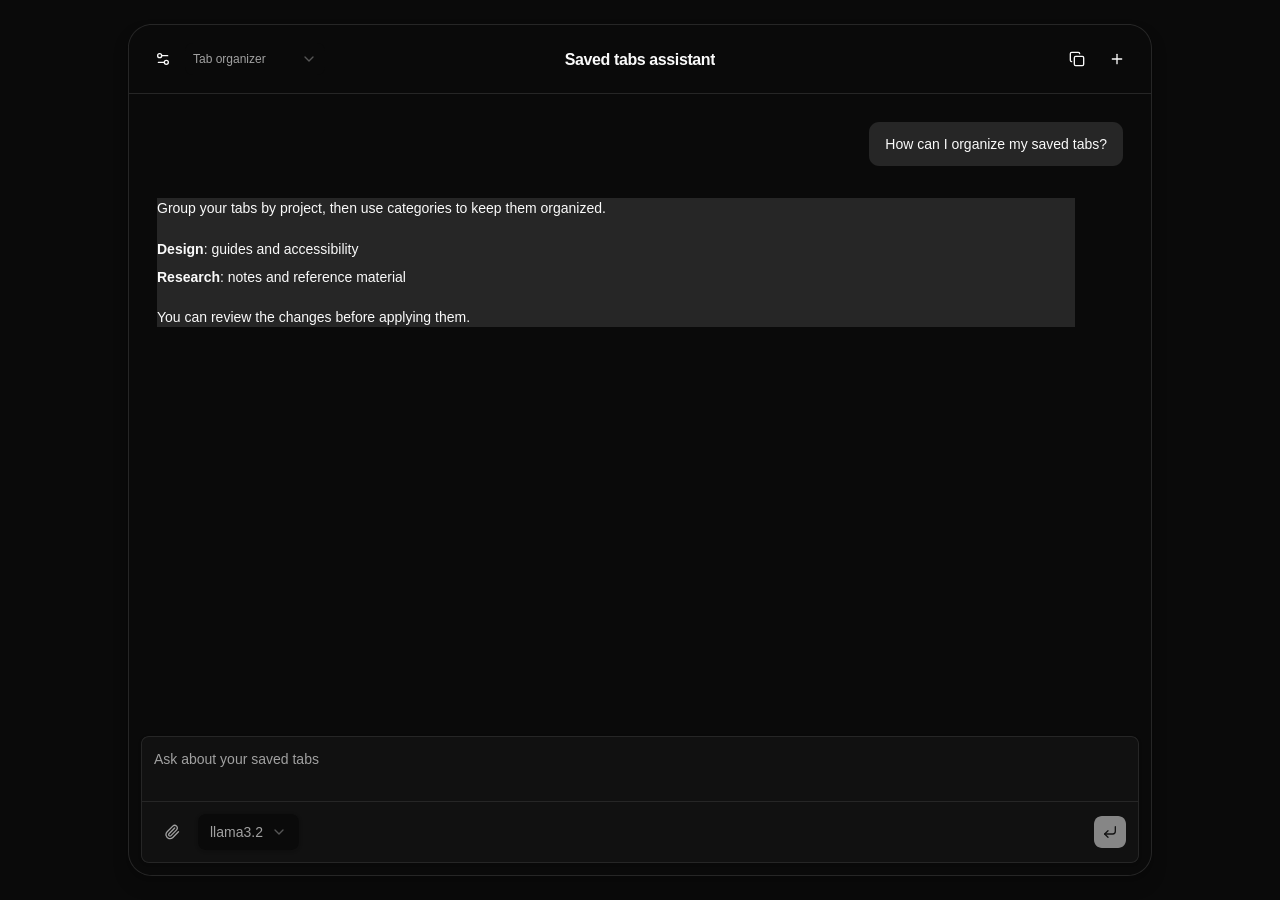 Tab organizer
Saved tabs assistant
How can I organize my saved tabs?
Group your tabs by project, then use categories to keep them organized.
Design: guides and accessibility
Research: notes and reference material
You can review the changes before applying them.
Ask about your saved tabs
llama3.2